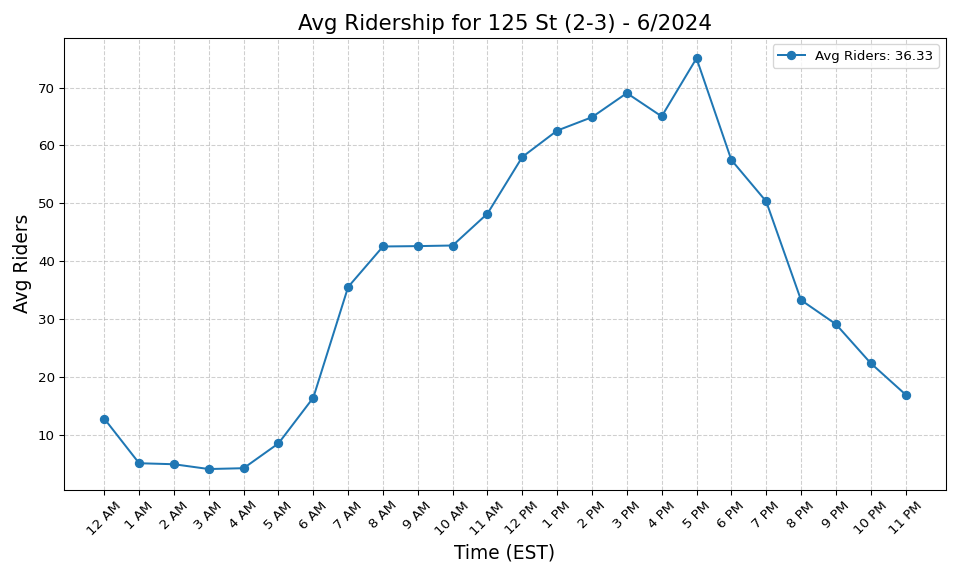 Avg Ridership for 125 St (2-3) - 6/2024
Avg Riders: 36.33
Avg Riders
70
60
50
40
30
20
10
12 AM
1 AM
2 AM
3 AM
4 AM
5 AM
6 AM
7 AM
8 AM
9 AM
10 AM
11 AM
12 PM
1 PM
2 PM
3 PM
4 PM
5 PM
6 PM
7 PM
8 PM
9 PM
10 PM
11 PM
Time (EST)